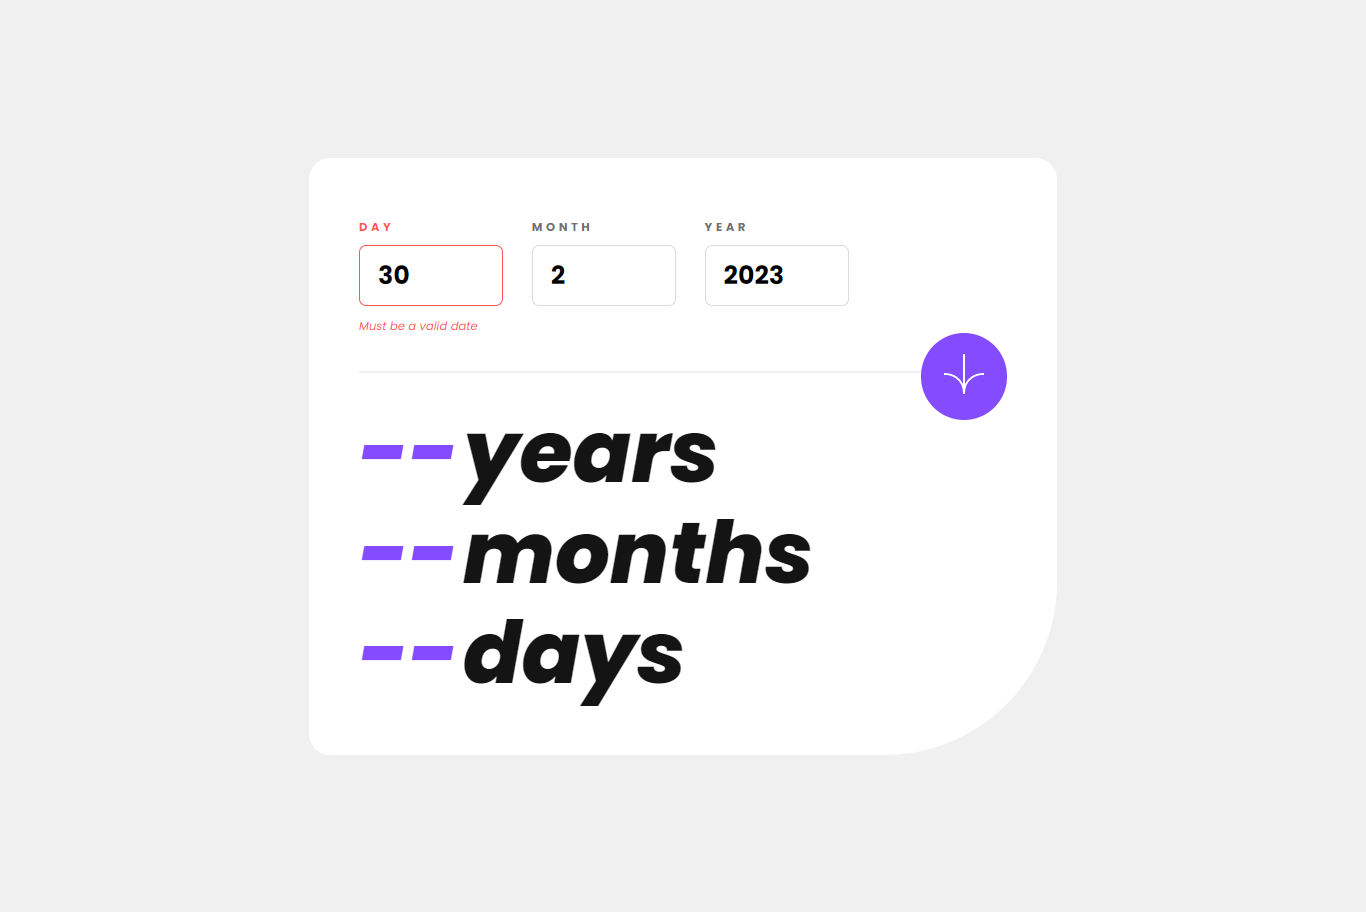 DAY MONTH YEAR
30 2 2023
Must be a valid date
--years
--months
--days